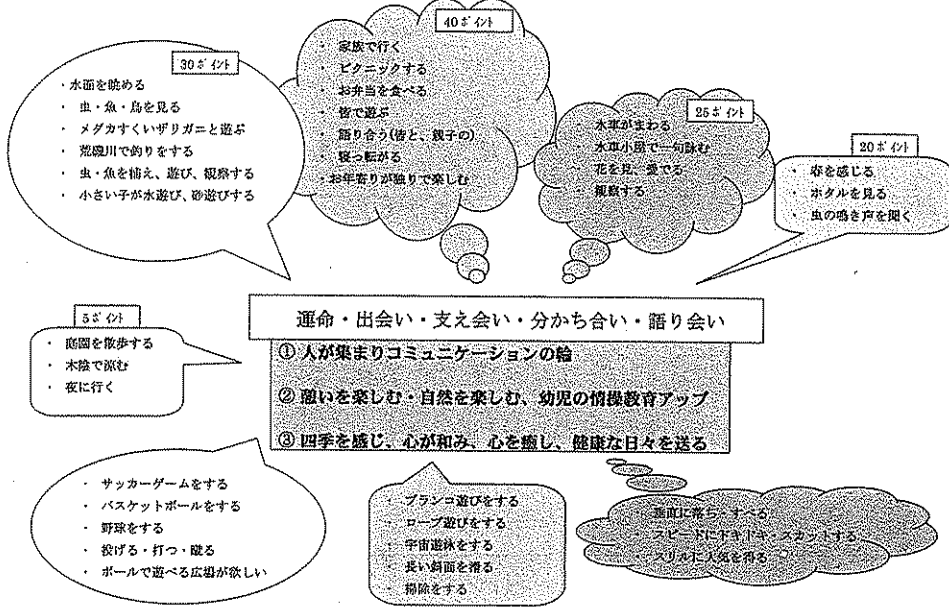 40ポイント
・ 家族で行く
・ ピクニックする
・ お弁当を食べる
・ 皆で遊ぶ
・ 語り合う(皆と、親子の)
・ 寝っ転がる
・お年寄りが独りで楽しむ
30ポイント
・水面を眺める
・ 虫・魚・鳥を見る
・ メダカすくいザリガニと遊ぶ
・ 荒磯川で釣りをする
・ 虫・魚を捕え、遊び、観察する
・ 小さい子が水遊び、砂遊びする
25ポイント
・ 水車がまわる
・ 水車小屋で一句詠む
・ 花を見、愛でる
・ 観察する
20ポイント
・ 春を感じる
・ ホタルを見る
・ 虫の鳴き声を聞く
運命・出会い・支え会い・分かち合い・語り会い
① 人が集まりコミュニケーションの輪
② 憩いを楽しむ・自然を楽しむ、幼児の情操教育アップ
③ 四季を感じ、心が和み、心を癒し、健康な日々を送る
5ポイント
・ 庭園を散歩する
・ 木陰で涼む
・ 夜に行く
・ サッカーゲームをする
・ バスケットボールをする
・ 野球をする
・ 投げる・打つ・蹴る
・ ボールで遊べる広場が欲しい
・ ブランコ遊びをする
・ ロープ遊びをする
・ 宇宙遊泳をする
・ 長い斜面を滑る
・ 掃除をする
・ 垂直に落ち・すべる
・ スピードにドキドキ・スカットする
・ スリルに人気を得る